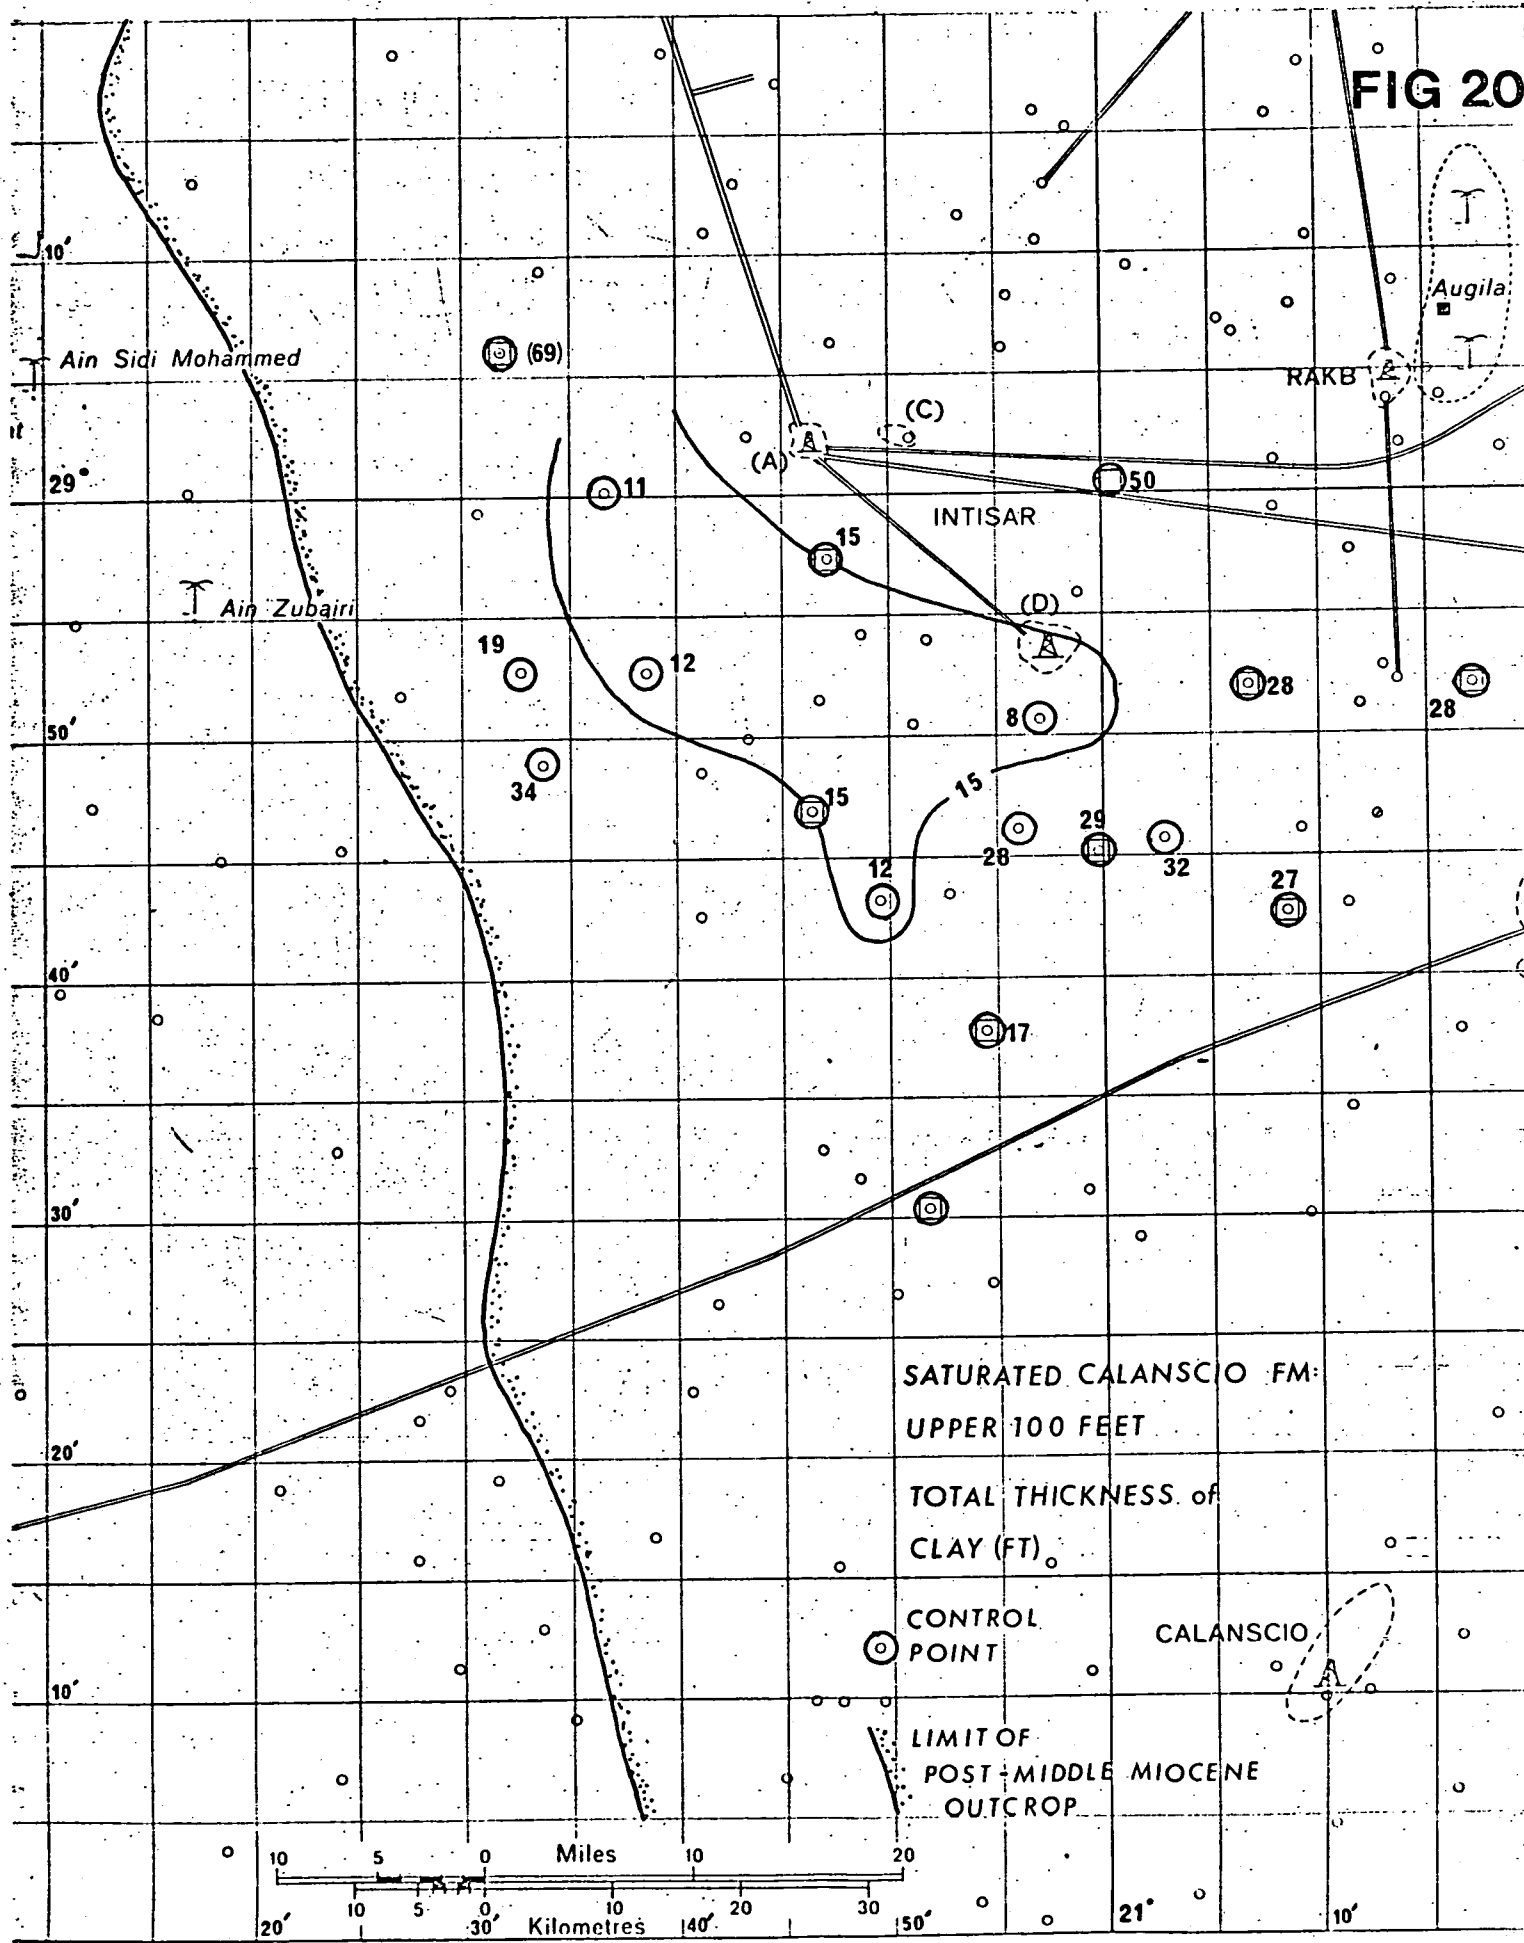 FIG 20
10′
Augila
Ain Sidi Mohammed
(69)
RAKB
(C)
(A)
29°
11
50
INTISAR
15
Ain Zubairi
(D)
19
12
28
28
8
50′
34
15
15
29
28
32
12
27
40′
17
30′
SATURATED CALANSCIO FM:
UPPER 100 FEET
20′
TOTAL THICKNESS of
CLAY (FT)
CONTROL
POINT
CALANSCIO
10′
LIMIT OF
POST-MIDDLE MIOCENE
OUTCROP
10 5 0 Miles 10 20
10 5 0 10 20 30
20′ 30′ Kilometres 40′ 50′ 21° 10′